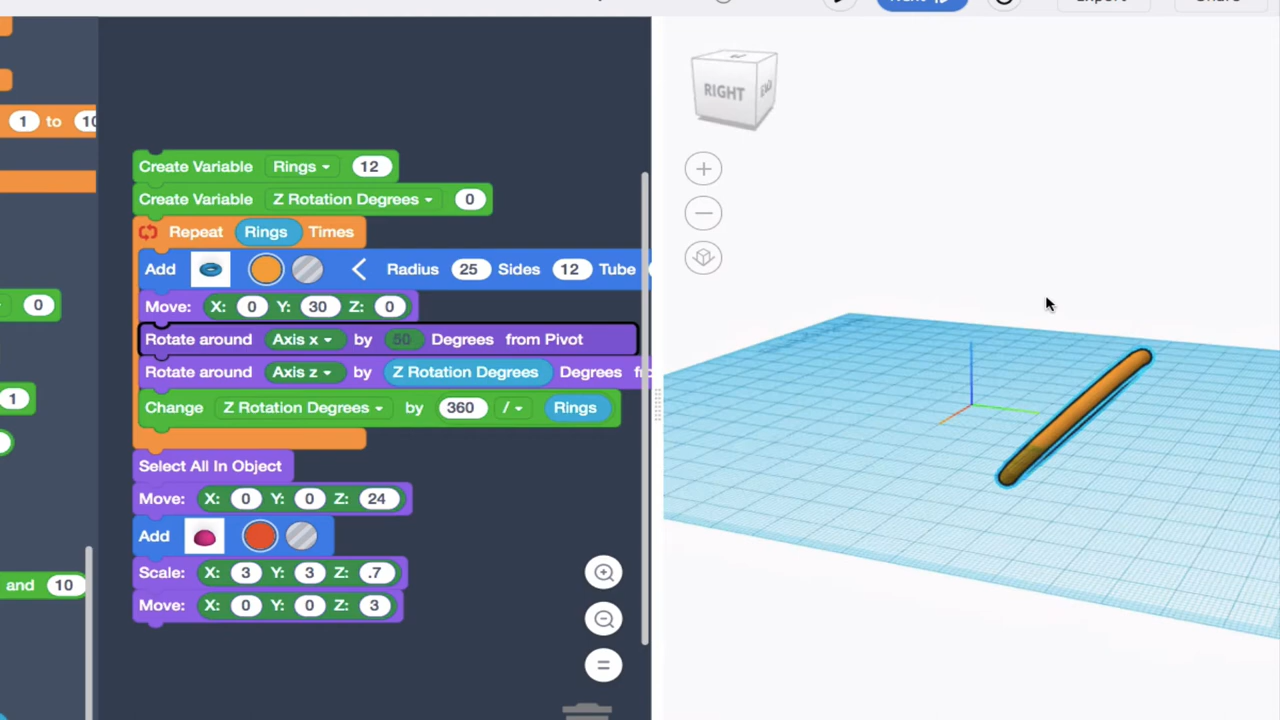 1 to
Create Variable Rings 12
Create Variable Z Rotation Degrees 0
Repeat Rings Times
Add Radius 25 Sides 12 Tube
Move: X: 0 Y: 30 Z: 0
0
Rotate around Axis x by 50 Degrees from Pivot
Rotate around Axis z by Z Rotation Degrees Degrees
1
Change Z Rotation Degrees by 360 / Rings
Select All In Object
Move: X: 0 Y: 0 Z: 24
Add
Scale: X: 3 Y: 3 Z: .7
and 10
Move: X: 0 Y: 0 Z: 3
RIGHT